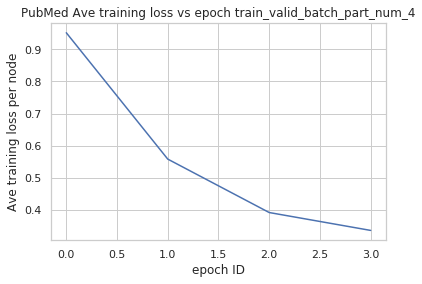 PubMed Ave training loss vs epoch train_valid_batch_part_num_4
Ave training loss per node
0.9
0.8
0.7
0.6
0.5
0.4
0.0 0.5 1.0 1.5 2.0 2.5 3.0
epoch ID